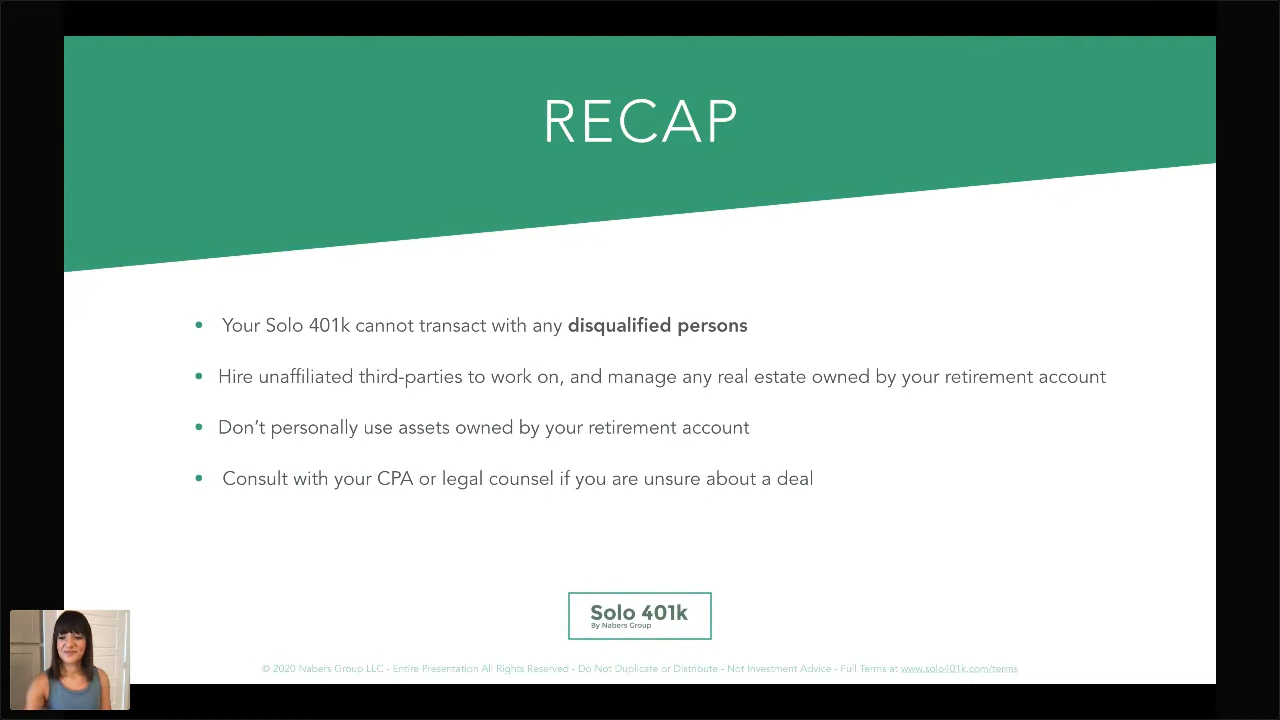 RECAP
• Your Solo 401k cannot transact with any disqualified persons
• Hire unaffiliated third-parties to work on, and manage any real estate owned by your retirement account
• Don’t personally use assets owned by your retirement account
• Consult with your CPA or legal counsel if you are unsure about a deal
Solo 401k
By Nabers Group
© 2020 Nabers Group LLC - Entire Presentation All Rights Reserved - Do Not Duplicate or Distribute - Not Investment Advice - Full Terms at www.solo401k.com/terms